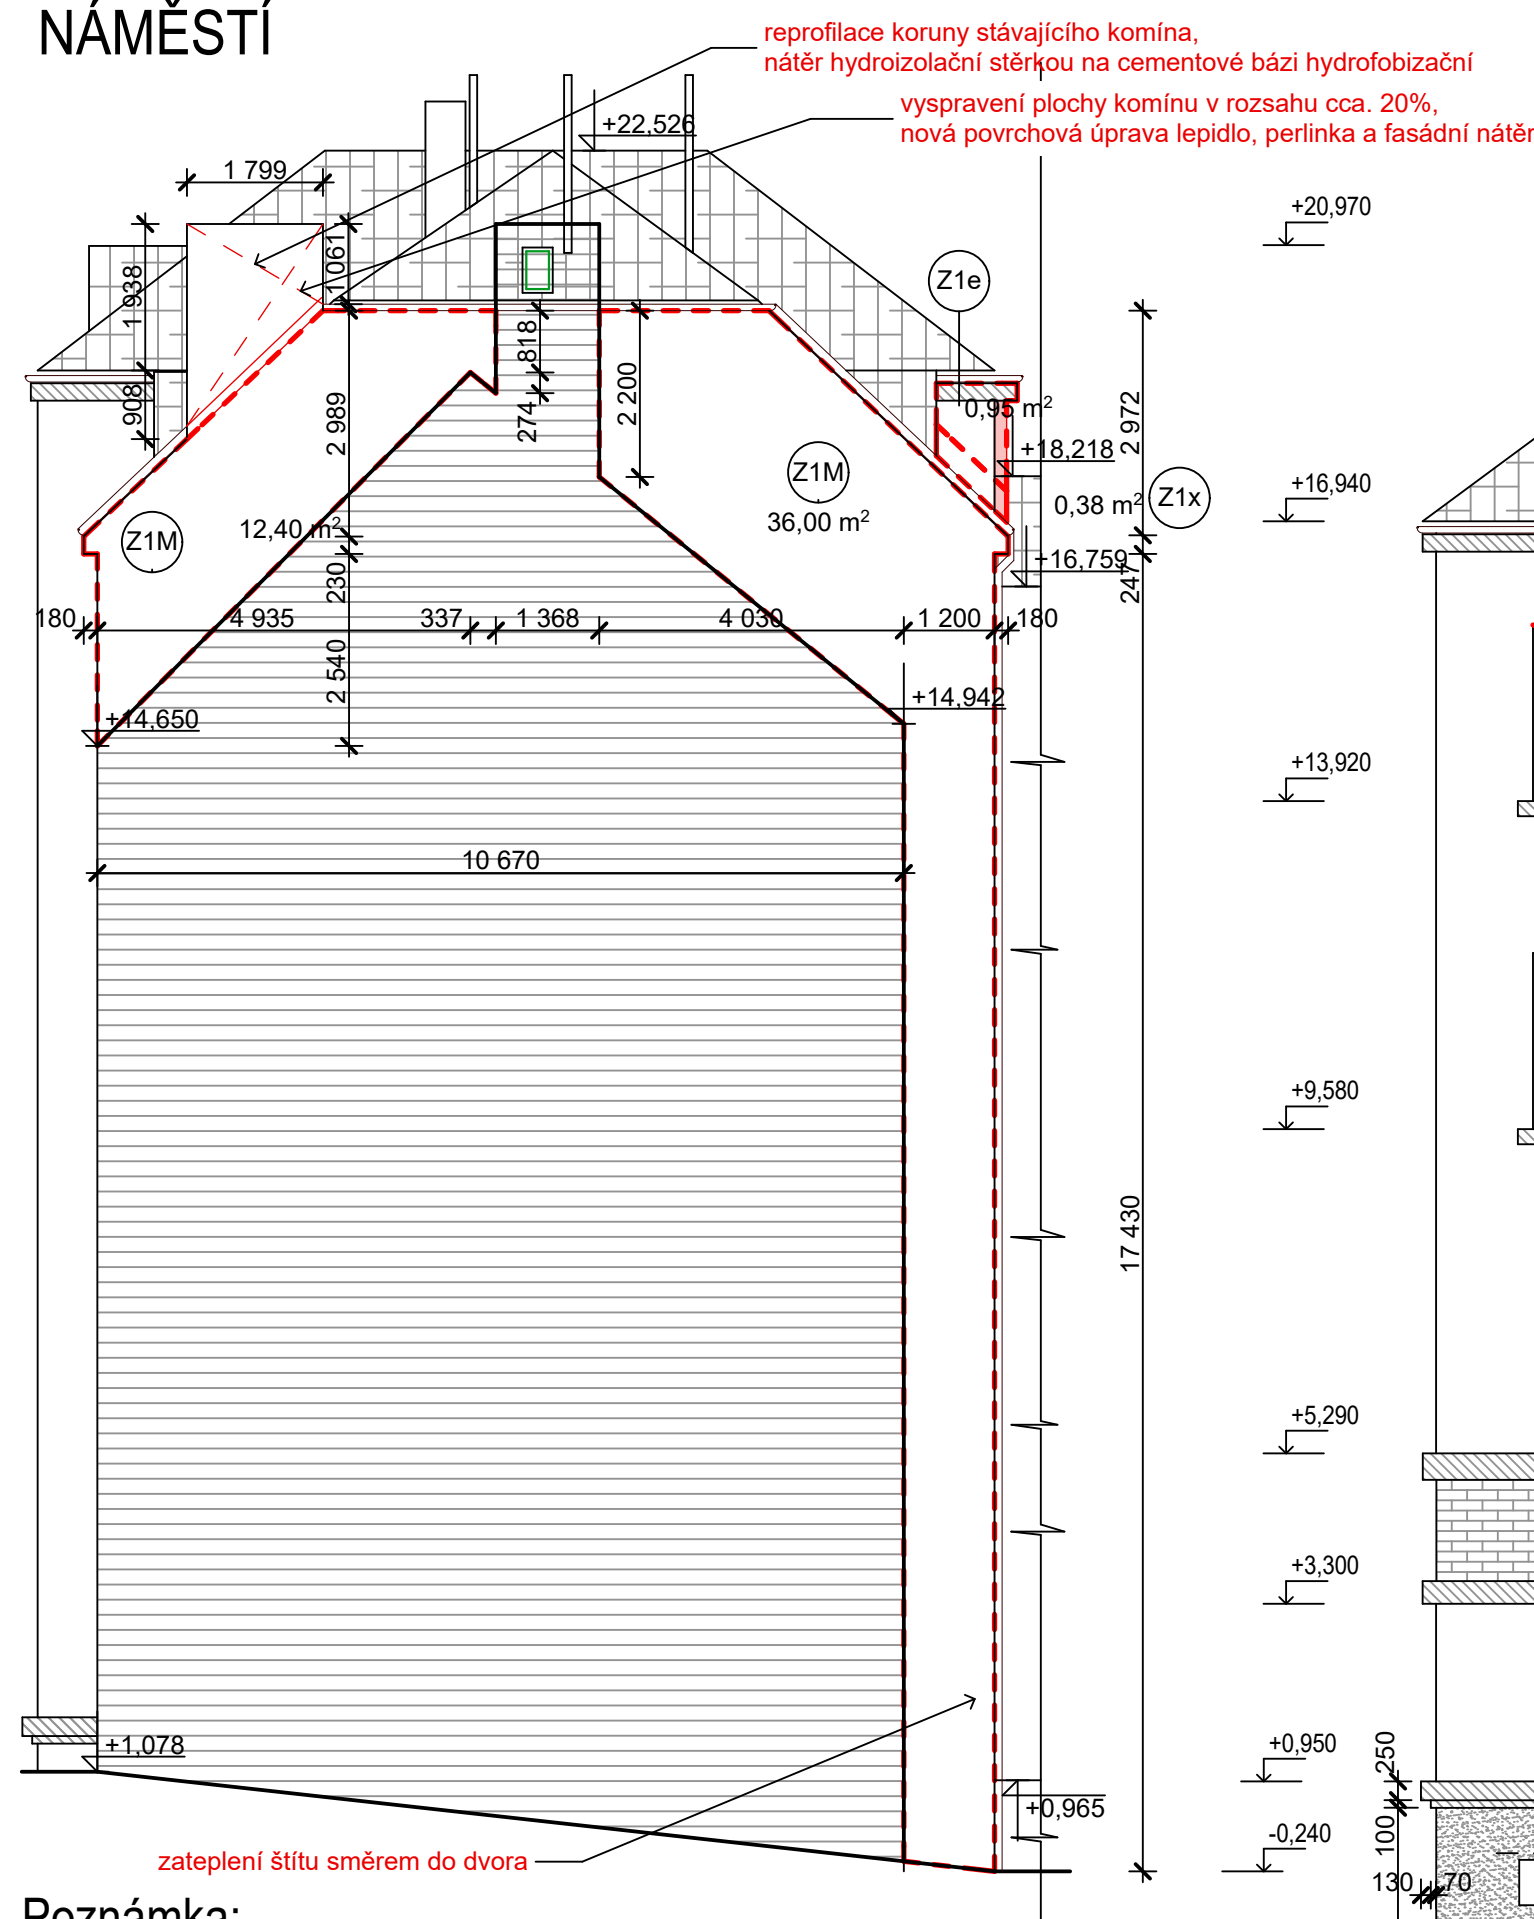 NÁMĚSTÍ
reprofilace koruny stávajícího komína,
nátěr hydroizolační stěrkou na cementové bázi hydrofobizační
vyspravení plochy komínu v rozsahu cca. 20%,
nová povrchová úprava lepidlo, perlinka a fasádní nátěr
+22,526
1 799
+20,970
1 061
1 938
Z1e
818
908
2 200
2 989
274
0,95 m²
2 972
+18,218
Z1M
36,00 m²
+16,940
0,38 m²
Z1x
12,40 m²
Z1M
+16,759
230
247
180
4 935
337
1 368
4 030
1 200
180
2 540
+14,942
+14,650
+13,920
10 670
+9,580
17 430
+5,290
+3,300
+1,078
+0,950
250
+0,965
-0,240
100
zateplení štítu směrem do dvora
130
70
Poznámka: